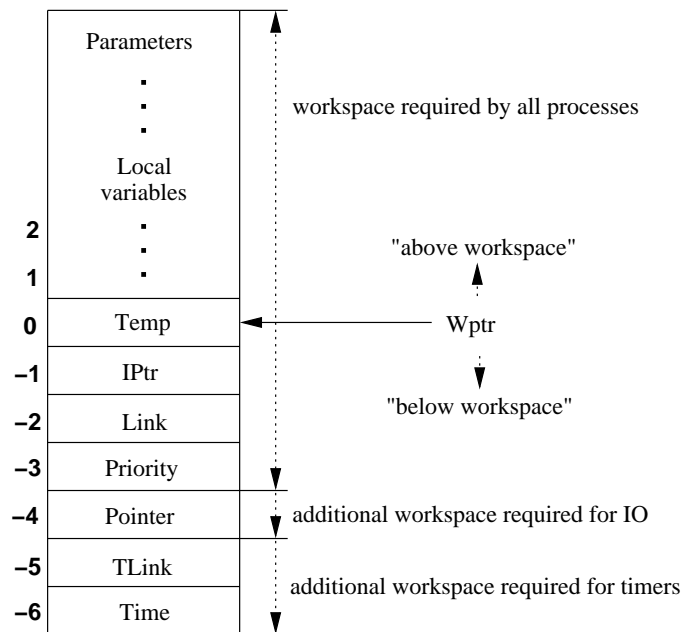 Parameters
workspace required by all processes
Local
variables
2
"above workspace"
1
0 Temp Wptr
−1 IPtr
"below workspace"
−2 Link
−3 Priority
−4 Pointer additional workspace required for IO
−5 TLink
additional workspace required for timers
−6 Time